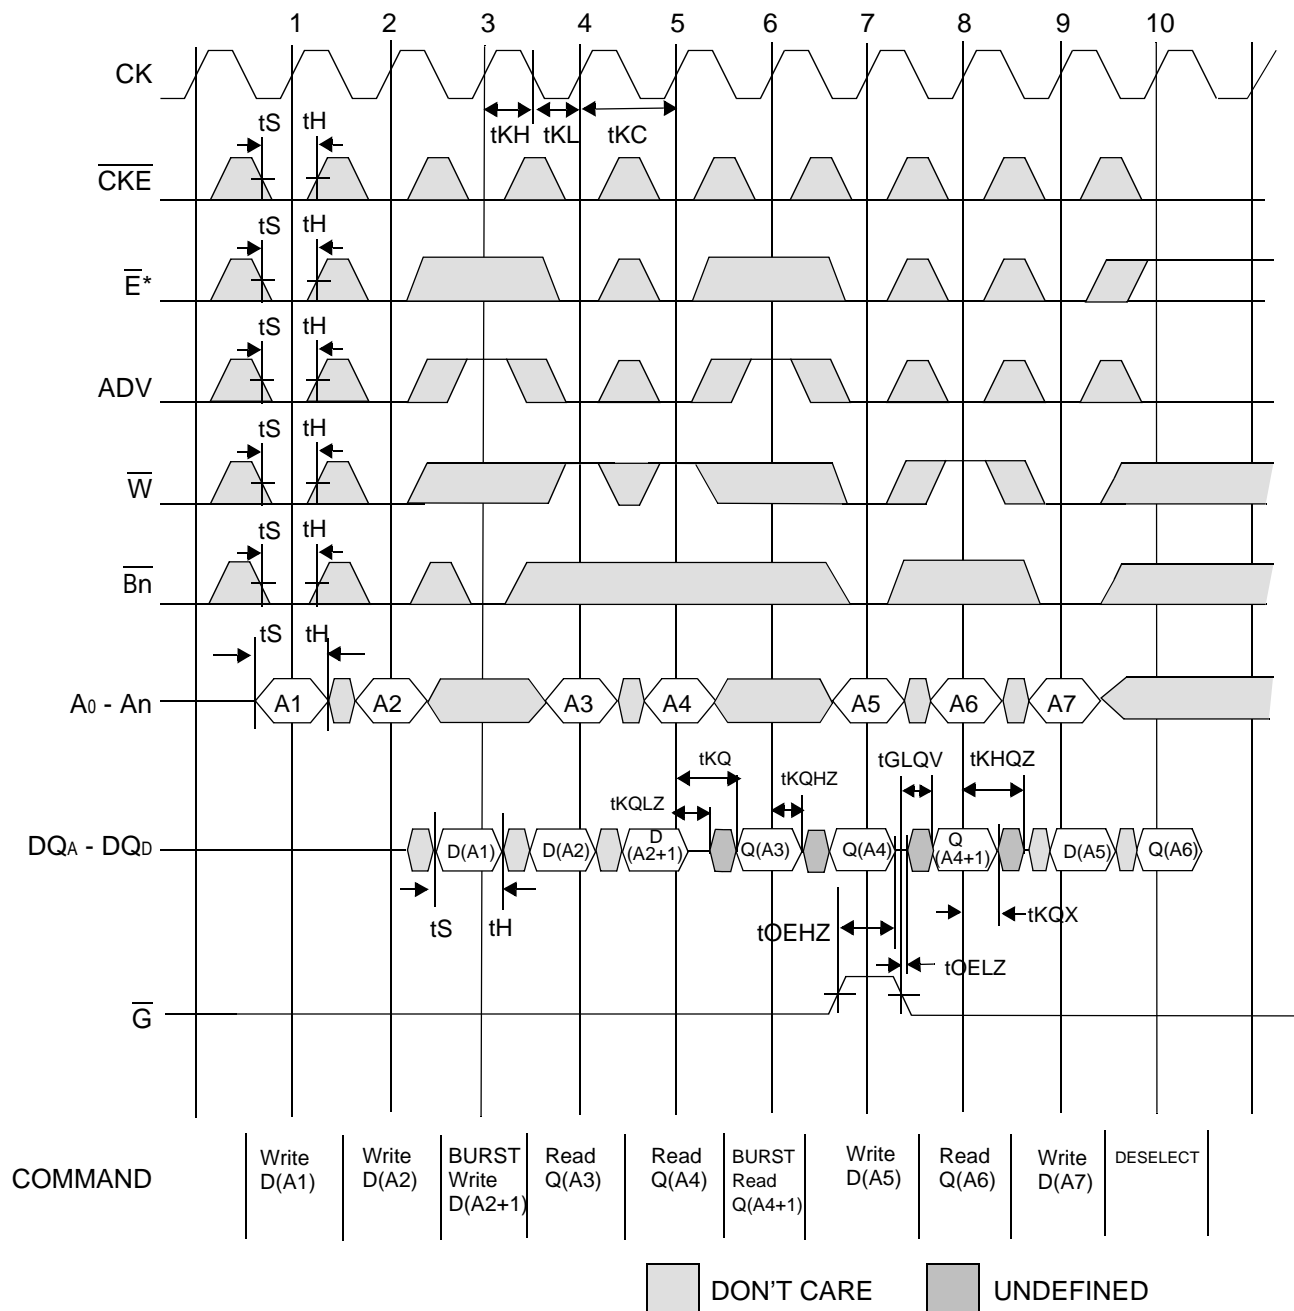 1 2 3 4 5 6 7 8 9 10
CK
tKH tKL tKC
tS tH
CKE
tS tH
E*
tS tH
ADV
tS tH
W
tS tH
Bn
tS tH
A0 - An A1 A2 A3 A4 A5 A6 A7
tKQ tGLQV tKHQZ
tKQLZ tKQHZ
DQA - DQD D(A1) D(A2) D (A2+1) Q(A3) Q(A4) Q (A4+1) D(A5) Q(A6)
tS tH tOEHZ tKQX
tOELZ
G
COMMAND
Write D(A1)
Write D(A2)
BURST Write D(A2+1)
Read Q(A3)
Read Q(A4)
BURST Read Q(A4+1)
Write D(A5)
Read Q(A6)
Write D(A7)
DESELECT
DON'T CARE UNDEFINED